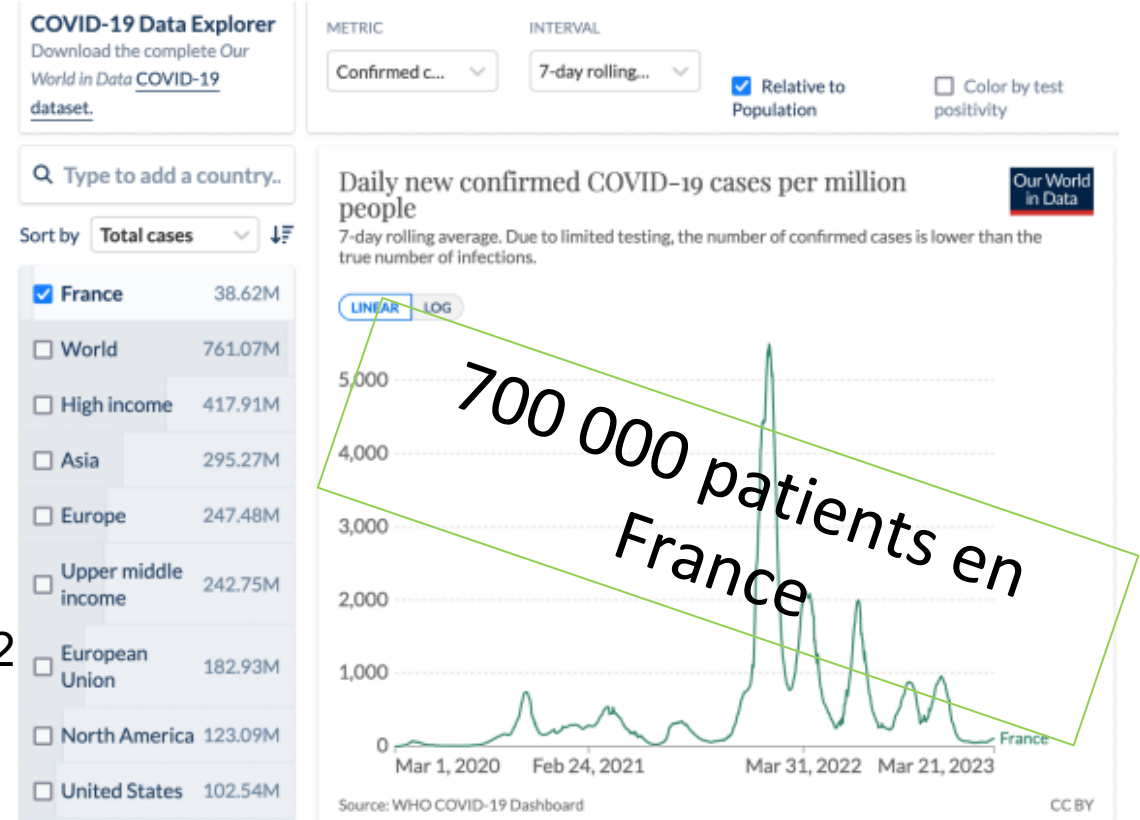 COVID-19 Data Explorer
Download the complete Our
World in Data COVID-19
dataset.
METRIC
Confirmed c...
INTERVAL
7-day rolling...
Relative to
Population
Color by test
positivity
Type to add a country..
Sort by Total cases
France 38.62M
World 761.07M
High income 417.91M
Asia 295.27M
Europe 247.48M
Upper middle
income 242.75M
2
European
Union 182.93M
North America 123.09M
United States 102.54M
Daily new confirmed COVID-19 cases per million
people
Our World
in Data
7-day rolling average. Due to limited testing, the number of confirmed cases is lower than the
true number of infections.
LINEAR LOG
700 000 patients en
France
5,000
4,000
3,000
2,000
1,000
0
France
Mar 1, 2020 Feb 24, 2021 Mar 31, 2022 Mar 21, 2023
Source: WHO COVID-19 Dashboard CC BY